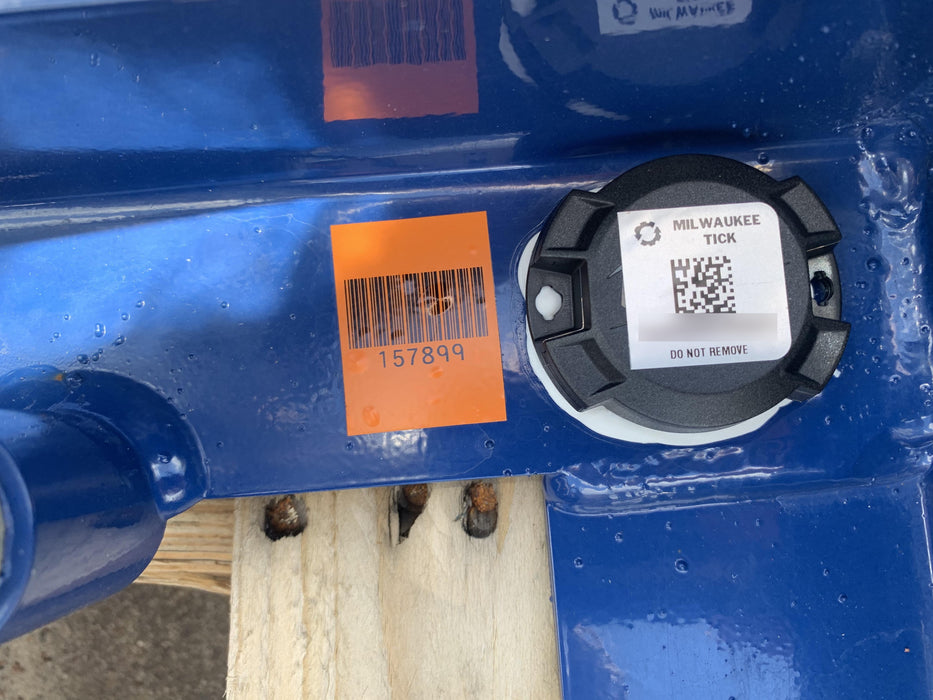 157899
MILWAUKEE
TICK
DO NOT REMOVE